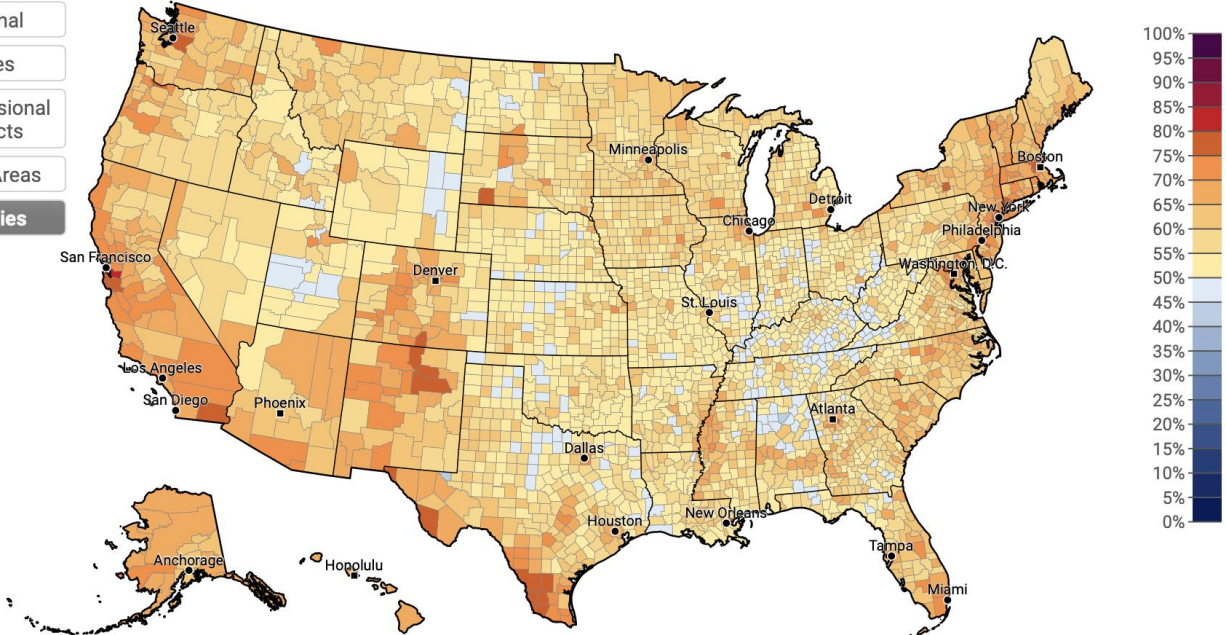 nal
es
sional
cts
Areas
ies
Seattle
Minneapolis
Boston
Detroit
Chicago
New York
Philadelphia
San Francisco
Denver
Washington, D.C.
St. Louis
Los Angeles
San Diego
Phoenix
Atlanta
Dallas
Houston
New Orleans
Tampa
Anchorage
Honolulu
Miami
100%
95%
90%
85%
80%
75%
70%
65%
60%
55%
50%
45%
40%
35%
30%
25%
20%
15%
10%
5%
0%